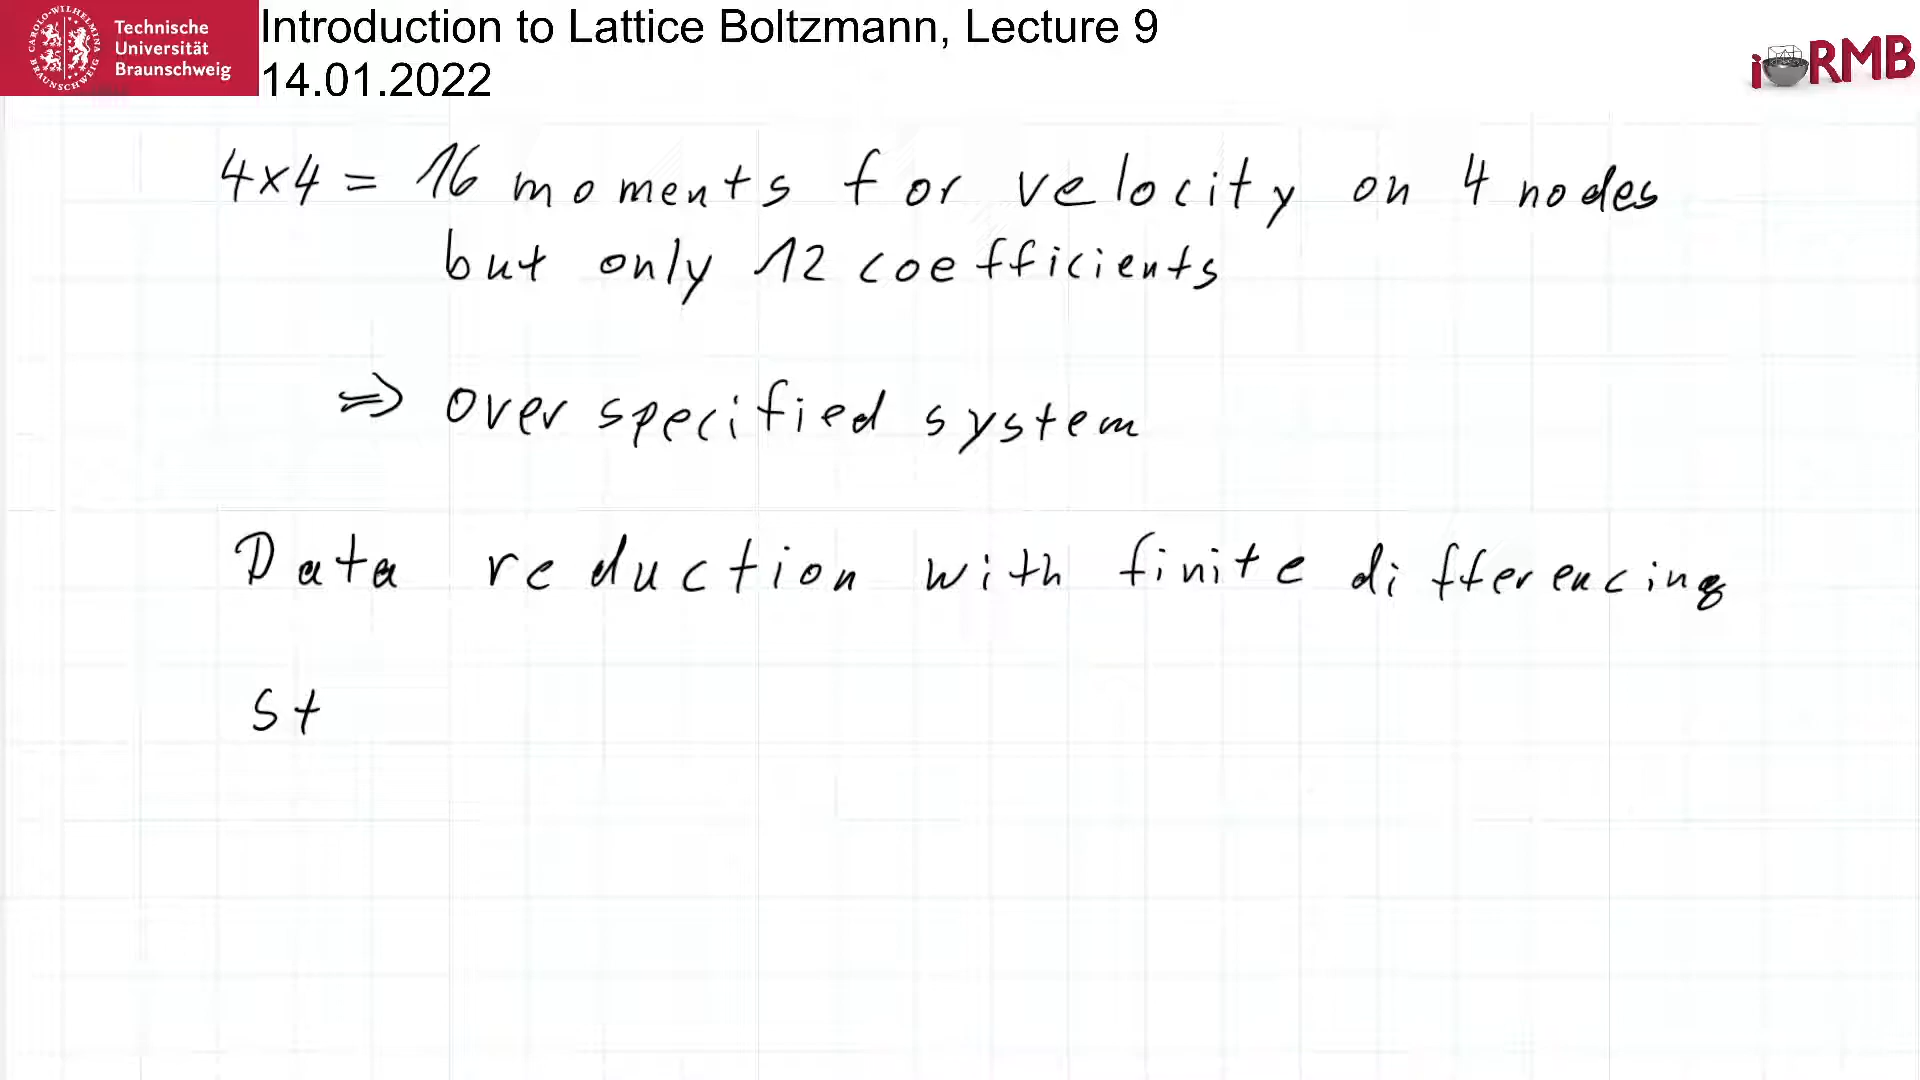 Technische
Universität
Braunschweig
Introduction to Lattice Boltzmann, Lecture 9
14.01.2022
iRMB
4x4 = 16 moments for velocity on 4 nodes
but only 12 coefficients
⇒ over specified system
Data reduction with finite differencing
st